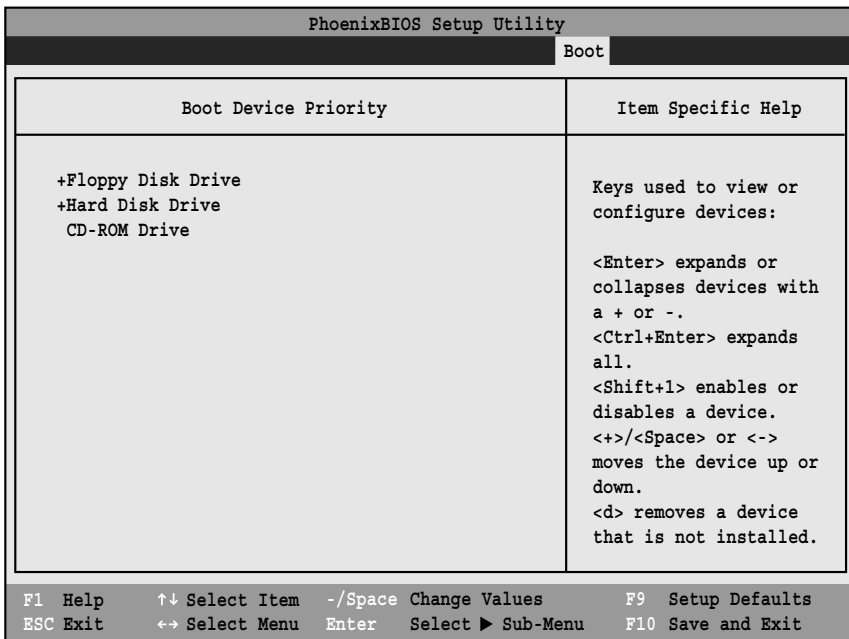 PhoenixBIOS Setup Utility
Boot
Boot Device Priority
Item Specific Help
+Floppy Disk Drive
+Hard Disk Drive
CD-ROM Drive
Keys used to view or
configure devices:
<Enter> expands or
collapses devices with
a + or -.
<Ctrl+Enter> expands
all.
<Shift+1> enables or
disables a device.
<+>/<Space> or <->
moves the device up or
down.
<d> removes a device
that is not installed.
F1 Help ↑↓ Select Item -/Space Change Values F9 Setup Defaults
ESC Exit ←→ Select Menu Enter Select ▶ Sub-Menu F10 Save and Exit